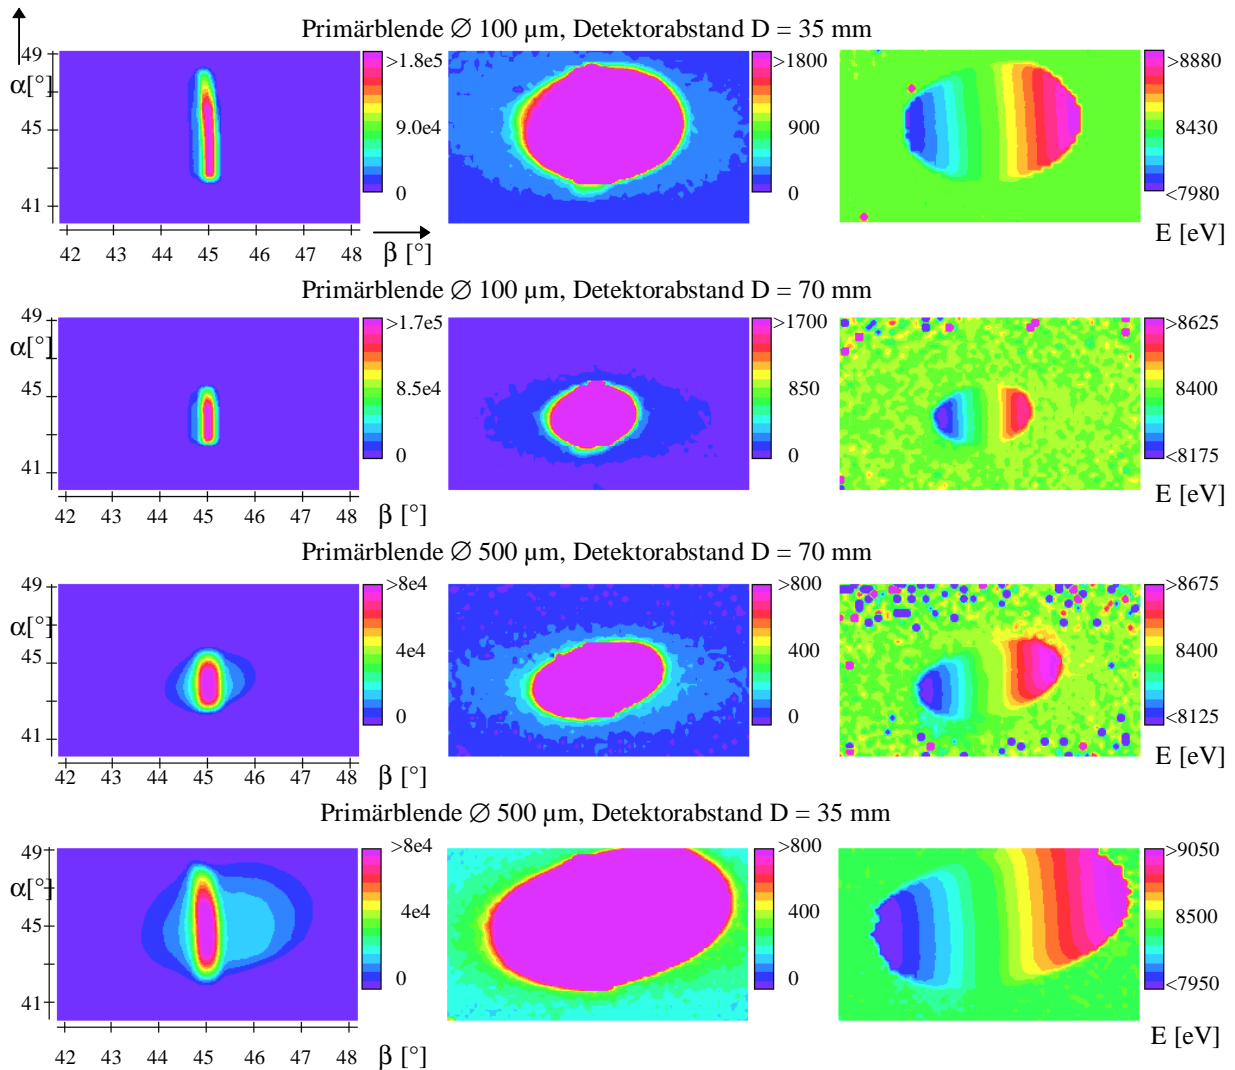 Primärblende ∅ 100 µm, Detektorabstand D = 35 mm
49
α[°]
45
41
42 43 44 45 46 47 48
β [°]
>1.8e5
9.0e4
0
>1800
900
0
>8880
8430
<7980
E [eV]
Primärblende ∅ 100 µm, Detektorabstand D = 70 mm
49
α[°]
45
41
42 43 44 45 46 47 48
β [°]
>1.7e5
8.5e4
0
>1700
850
0
>8625
8400
<8175
E [eV]
Primärblende ∅ 500 µm, Detektorabstand D = 70 mm
49
α[°]
45
41
42 43 44 45 46 47 48
β [°]
>8e4
4e4
0
>800
400
0
>8675
8400
<8125
E [eV]
Primärblende ∅ 500 µm, Detektorabstand D = 35 mm
49
α[°]
45
41
42 43 44 45 46 47 48
β [°]
>8e4
4e4
0
>800
400
0
>9050
8500
<7950
E [eV]